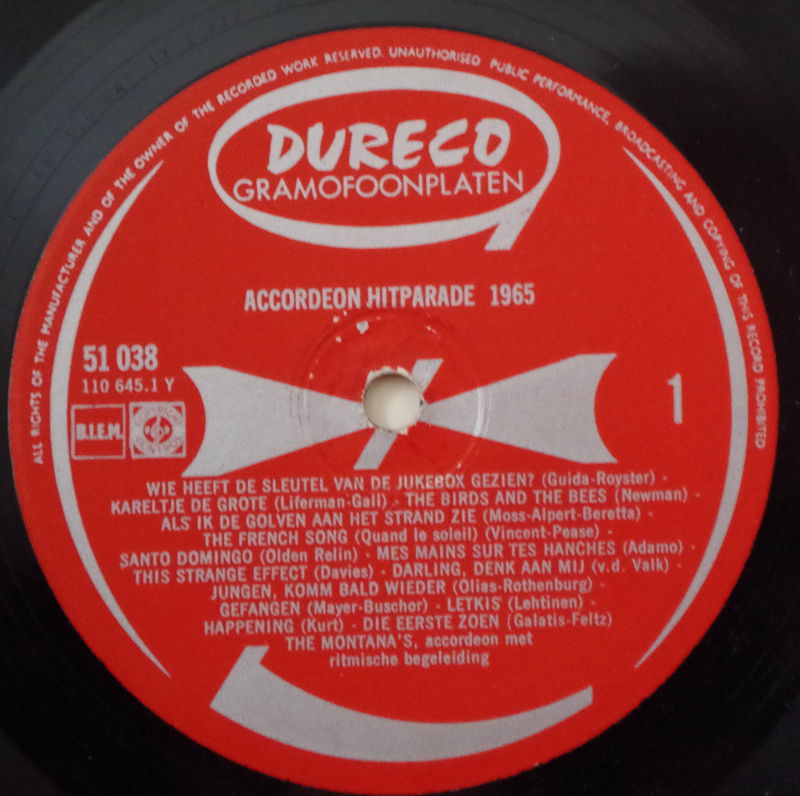 ALL RIGHTS OF THE MANUFACTURER AND OF THE OWNER OF THE RECORDED WORK RESERVED. UNAUTHORISED PUBLIC PERFORMANCE, BROADCASTING AND COPYING OF THIS RECORD PROHIBITED
DURECO
GRAMOFOONPLATEN
ACCORDEON HITPARADE 1965
51 038
110 645.1 Y
B.I.E.M.
1
WIE HEEFT DE SLEUTEL VAN DE JUKEBOX GEZIEN? (Guida-Royster) -
KARELTJE DE GROTE (Liferman-Gall) - THE BIRDS AND THE BEES (Newman) -
ALS IK DE GOLVEN AAN HET STRAND ZIE (Moss-Alpert-Beretta) -
THE FRENCH SONG (Quand le soleil) (Vincent-Pease) -
SANTO DOMINGO (Olden Relin) - MES MAINS SUR TES HANCHES (Adamo) -
THIS STRANGE EFFECT (Davies) - DARLING, DENK AAN MIJ (v.d. Valk) -
JUNGEN, KOMM BALD WIEDER (Olias-Rothenburg) -
GEFANGEN (Mayer-Buschor) - LETKIS (Lehtinen) -
HAPPENING (Kurt) - DIE EERSTE ZOEN (Galatis-Feltz)
THE MONTANA'S, accordeon met
ritmische begeleiding